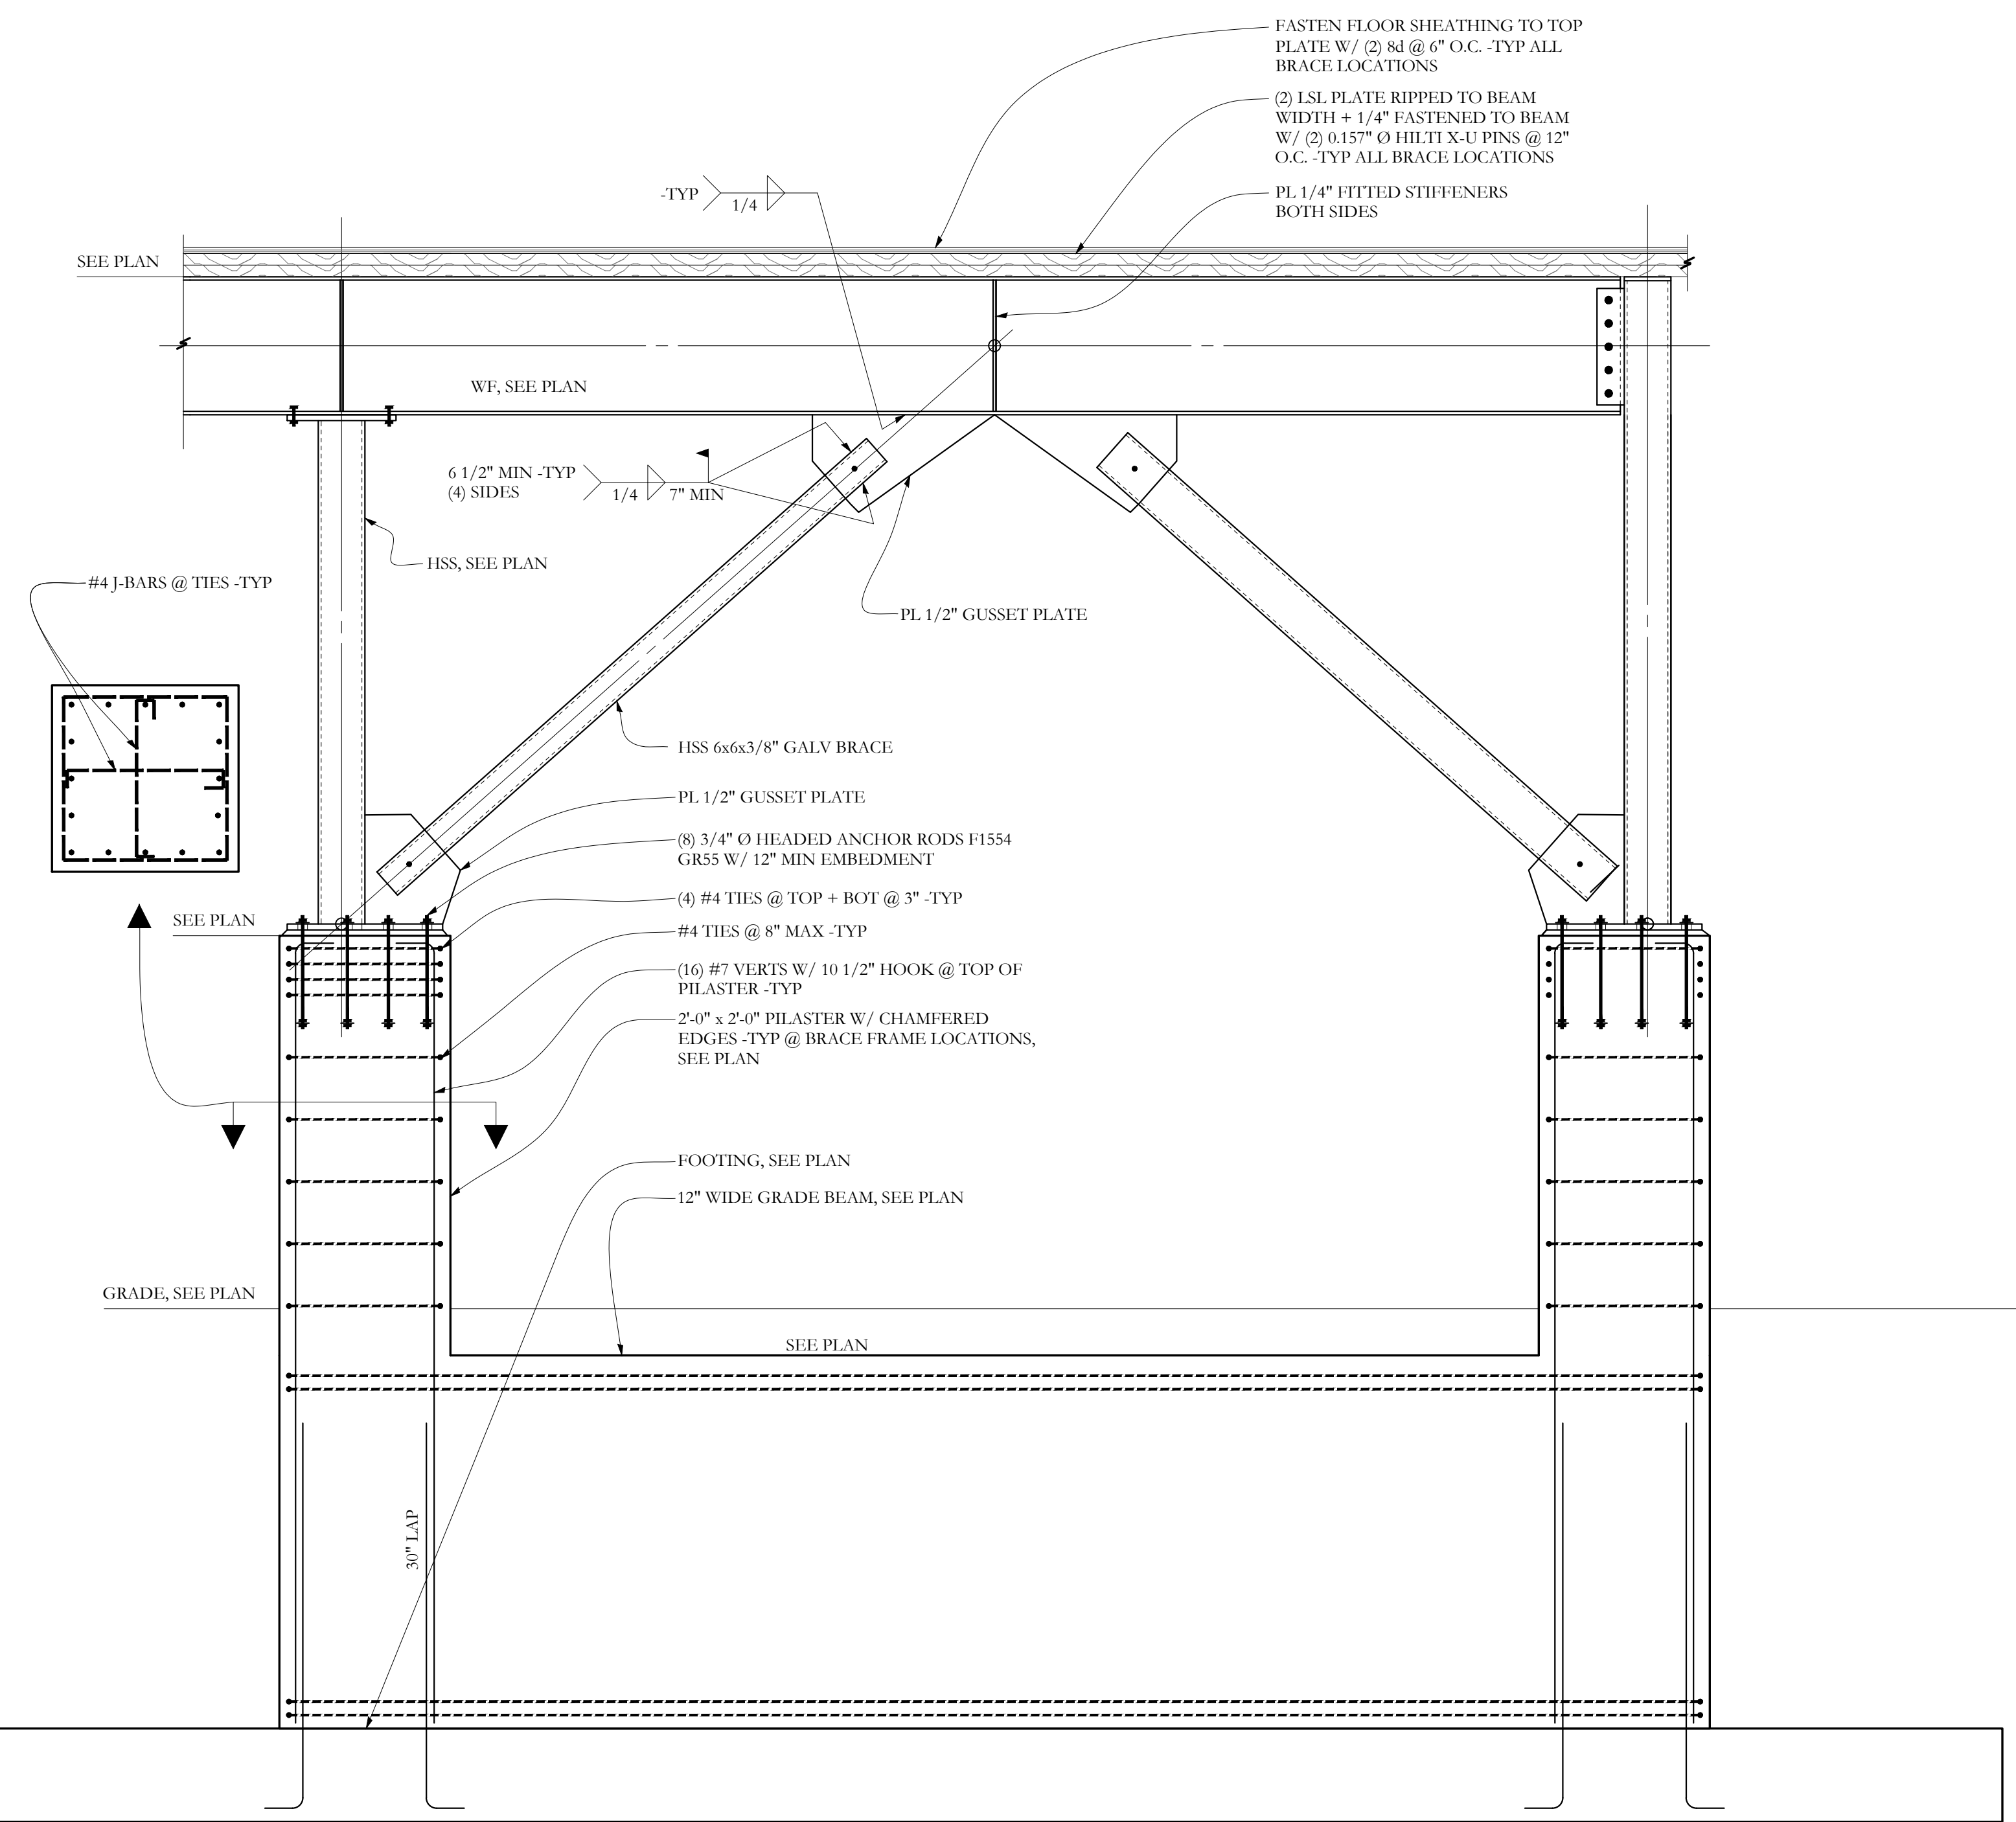 FASTEN FLOOR SHEATHING TO TOP
PLATE W/ (2) 8d @ 6" O.C. -TYP ALL
BRACE LOCATIONS
(2) LSL PLATE RIPPED TO BEAM
WIDTH + 1/4" FASTENED TO BEAM
W/ (2) 0.157" Ø HILTI X-U PINS @ 12"
O.C. -TYP ALL BRACE LOCATIONS
-TYP
1/4
PL 1/4" FITTED STIFFENERS
BOTH SIDES
SEE PLAN
WF, SEE PLAN
6 1/2" MIN -TYP
(4) SIDES
1/4
7" MIN
HSS, SEE PLAN
#4 J-BARS @ TIES -TYP
PL 1/2" GUSSET PLATE
HSS 6x6x3/8" GALV BRACE
PL 1/2" GUSSET PLATE
(8) 3/4" Ø HEADED ANCHOR RODS F1554
GR55 W/ 12" MIN EMBEDMENT
(4) #4 TIES @ TOP + BOT @ 3" -TYP
SEE PLAN
#4 TIES @ 8" MAX -TYP
(16) #7 VERTS W/ 10 1/2" HOOK @ TOP OF
PILASTER -TYP
2'-0" x 2'-0" PILASTER W/ CHAMFERED
EDGES -TYP @ BRACE FRAME LOCATIONS,
SEE PLAN
FOOTING, SEE PLAN
12" WIDE GRADE BEAM, SEE PLAN
GRADE, SEE PLAN
SEE PLAN
30" LAP